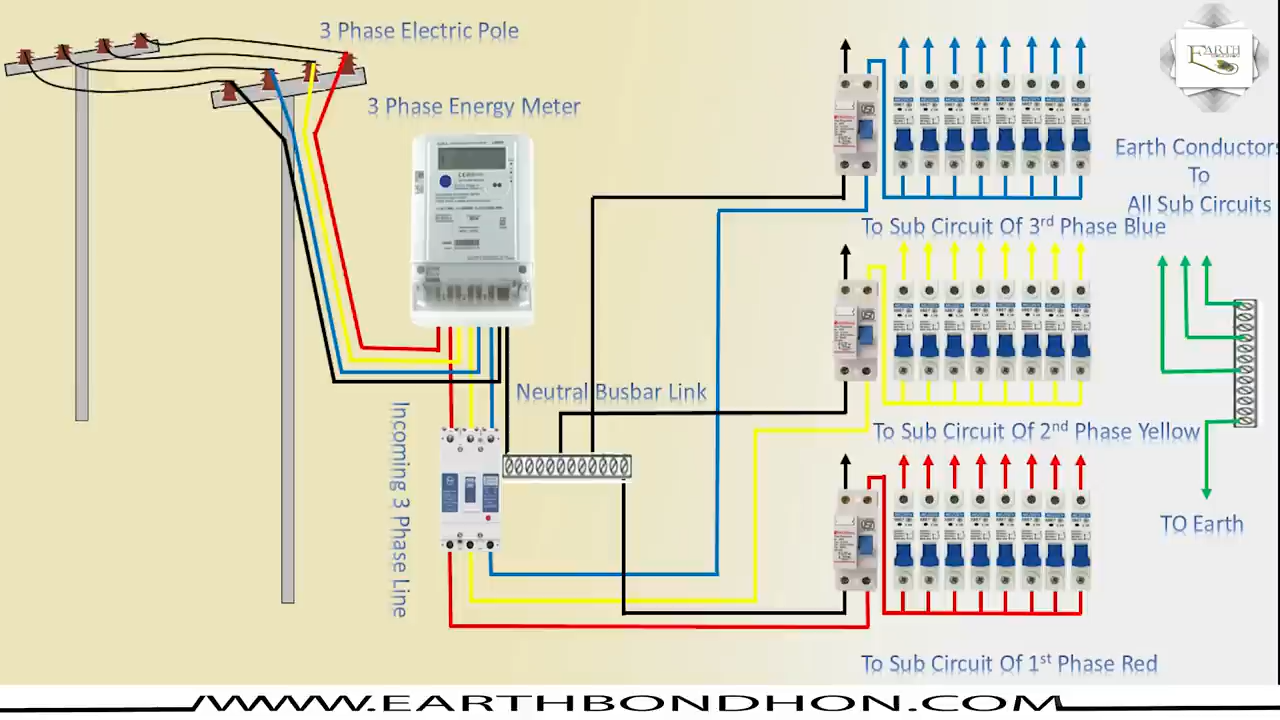 3 Phase Electric Pole
3 Phase Energy Meter
EARTH
Earth Conductors
To
All Sub Circuits
To Sub Circuit Of 3rd Phase Blue
Neutral Busbar Link
Incoming 3 Phase Line
To Sub Circuit Of 2nd Phase Yellow
TO Earth
To Sub Circuit Of 1st Phase Red
WWW.EARTHBONDHON.COM